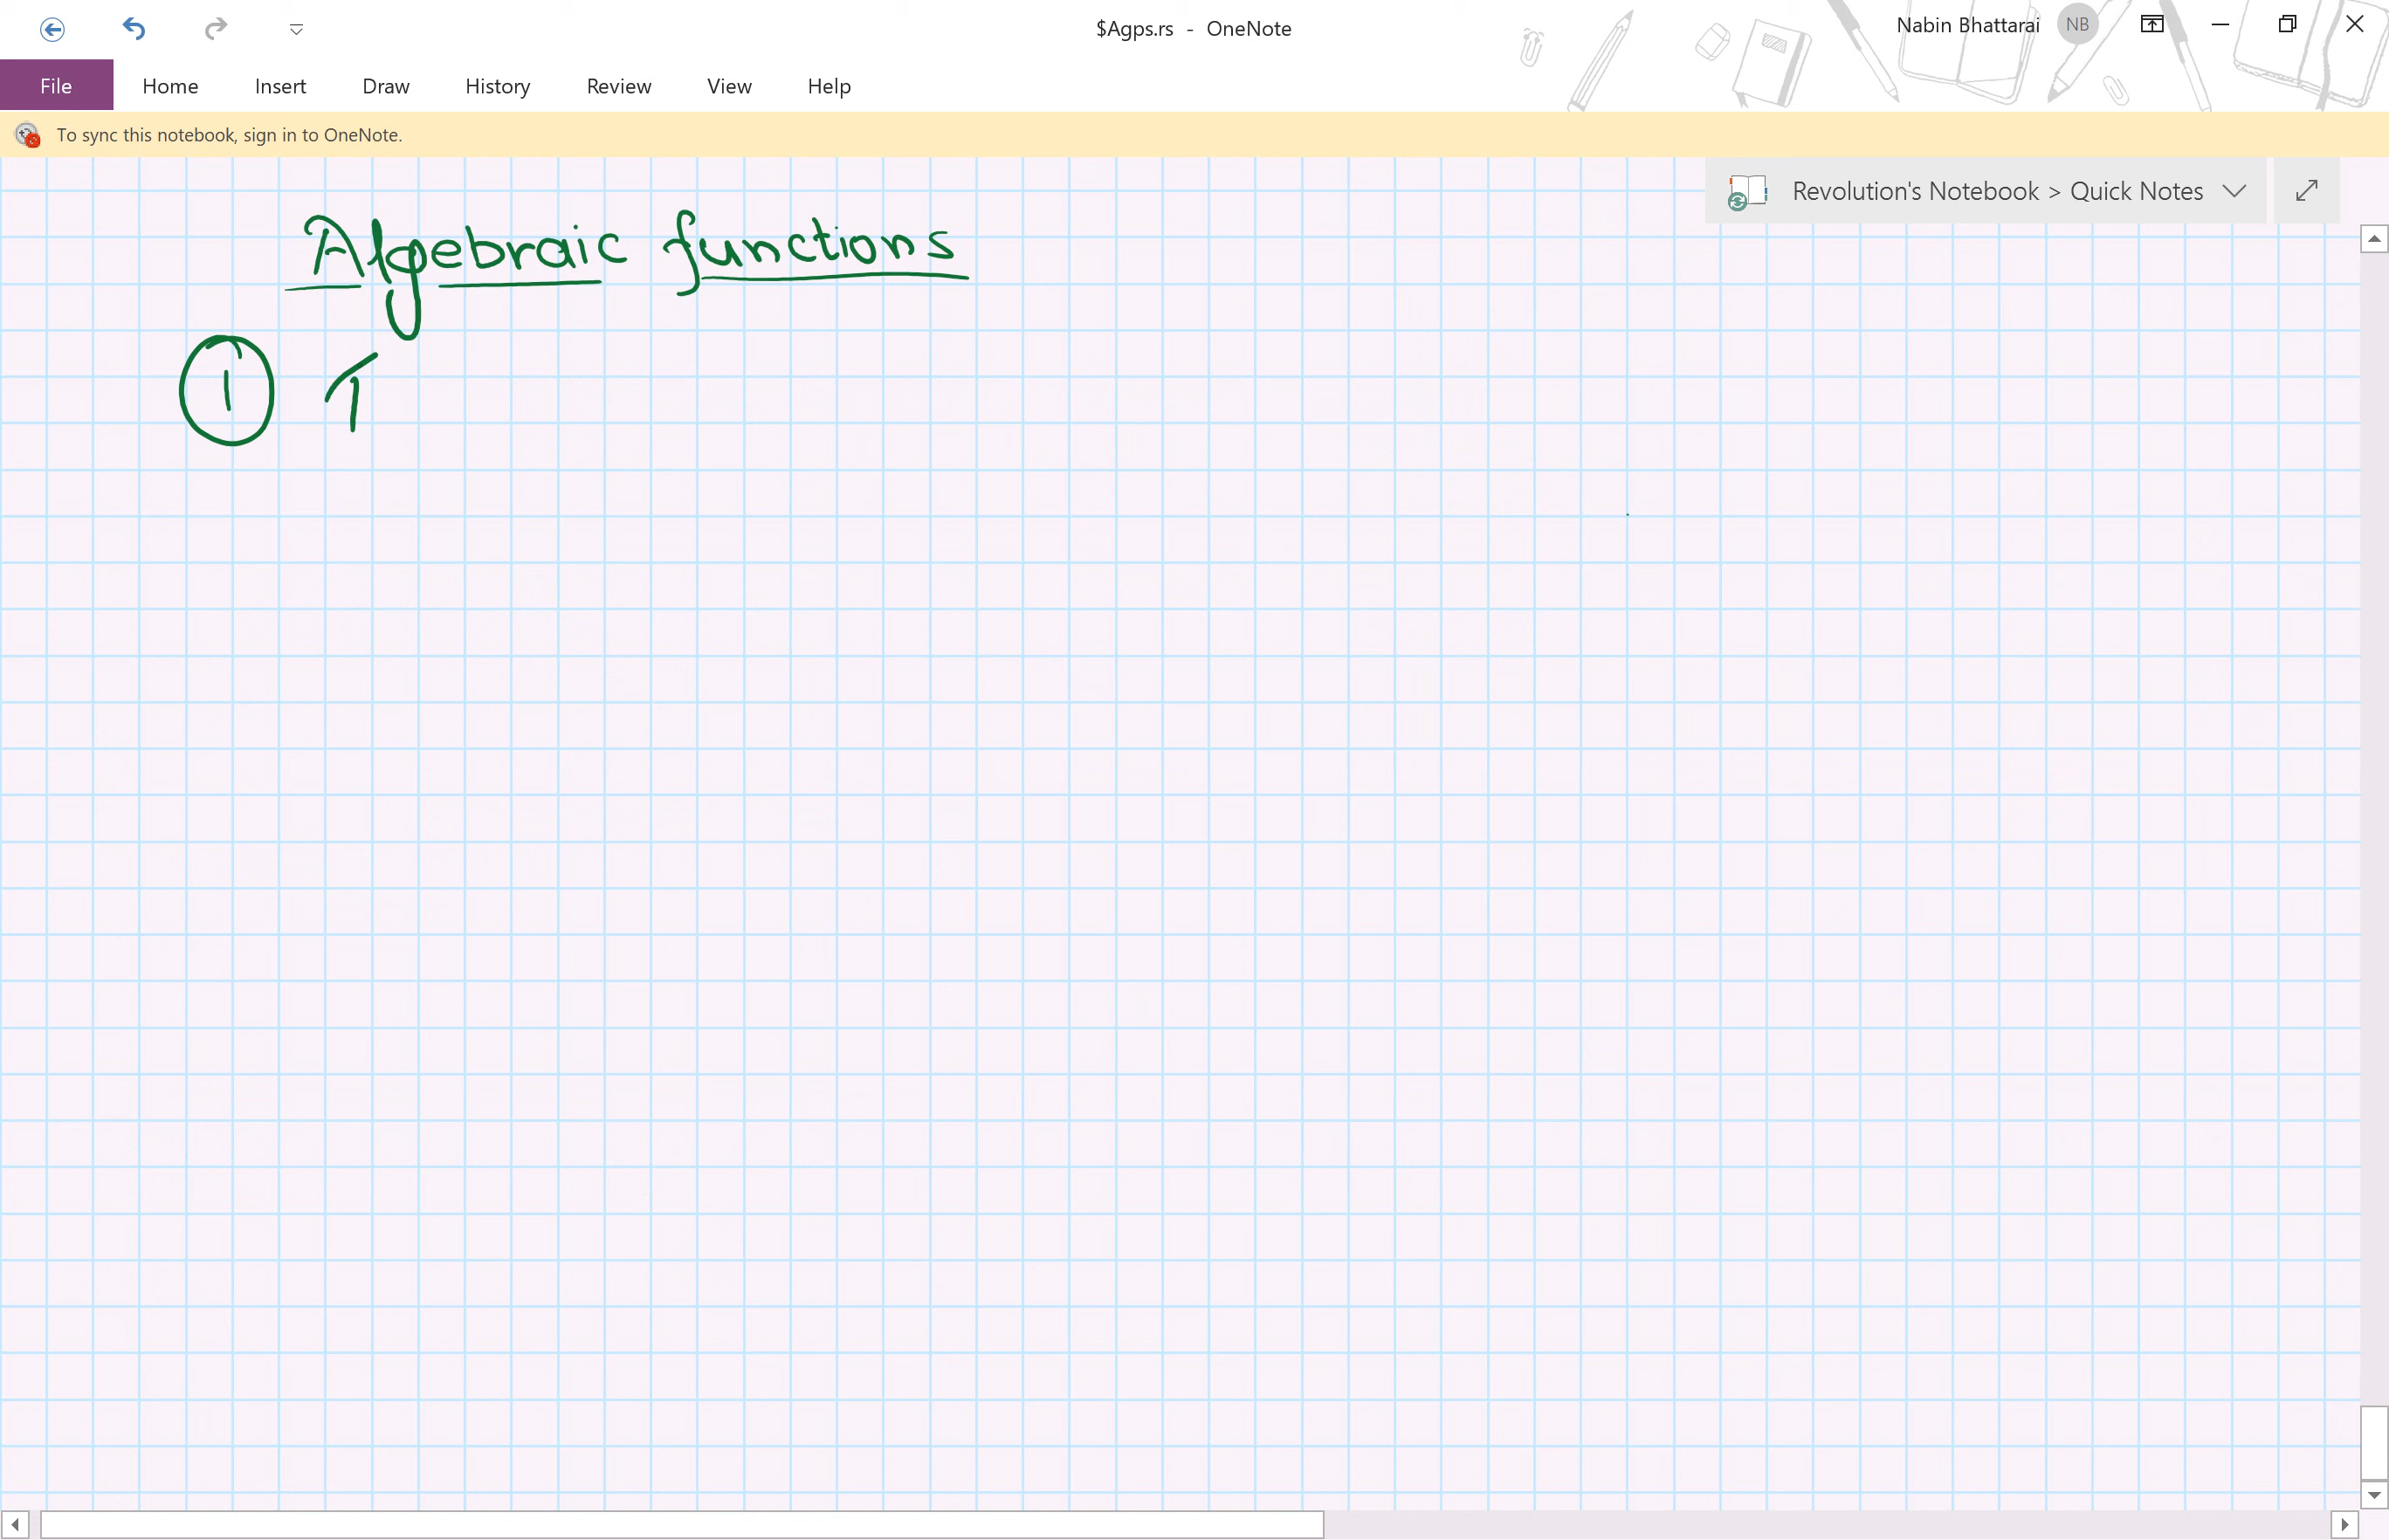 $Agps.rs - OneNote
Nabin Bhattarai NB
File Home Insert Draw History Review View Help
To sync this notebook, sign in to OneNote.
Revolution's Notebook > Quick Notes
Algebraic functions
1 T